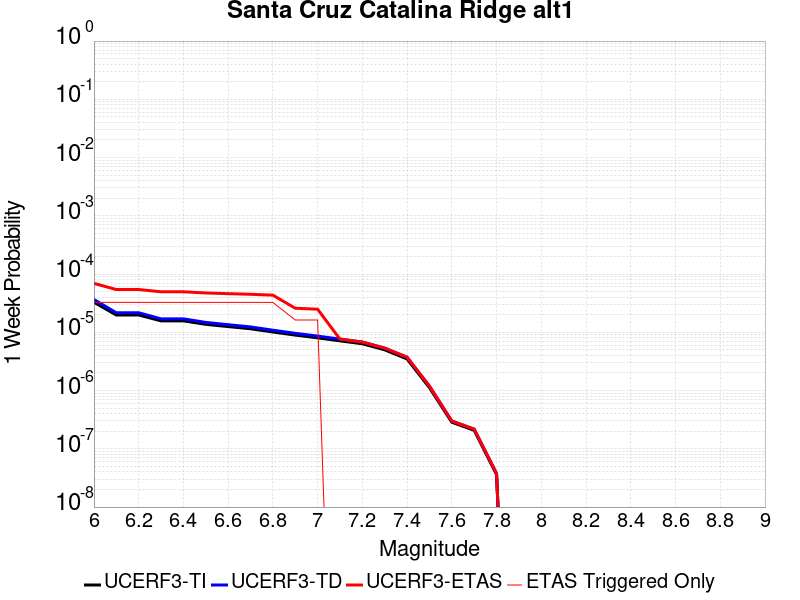 Santa Cruz Catalina Ridge alt1
10^0
10^-1
10^-2
10^-3
10^-4
10^-5
10^-6
10^-7
10^-8
1 Week Probability
6 6.2 6.4 6.6 6.8 7 7.2 7.4 7.6 7.8 8 8.2 8.4 8.6 8.8 9
Magnitude
UCERF3-TI UCERF3-TD UCERF3-ETAS ETAS Triggered Only